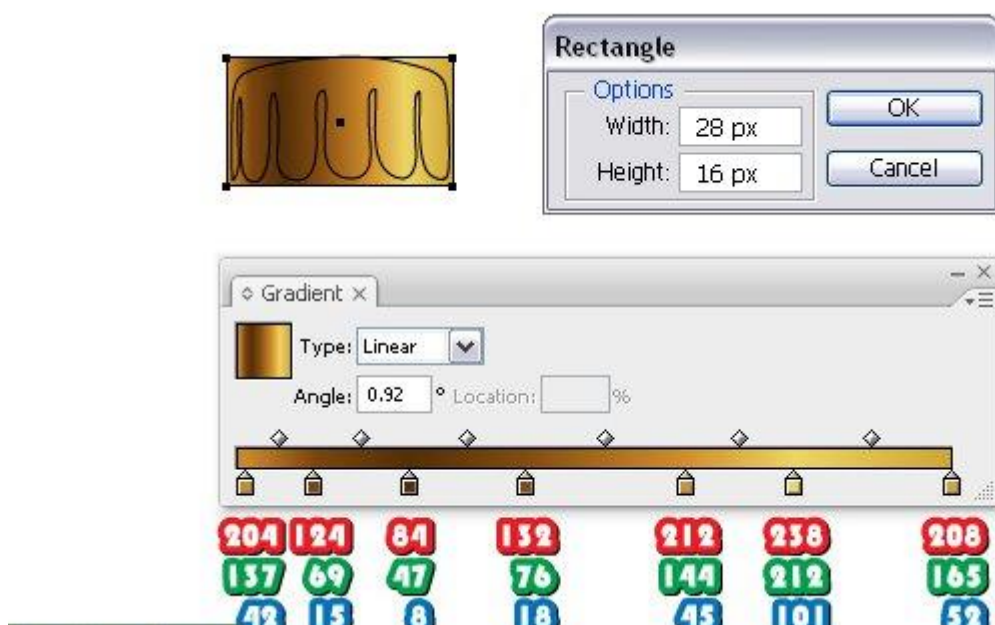 Rectangle
Options
OK
Width: 28 px
Height: 16 px
Cancel
Gradient
Type: Linear
Angle: 0.92 ° Location: %
204 124 84 132 212 238 208
137 69 47 76 144 212 165
42 15 8 18 45 101 52